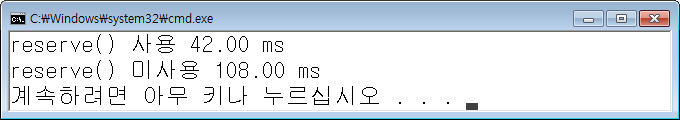 C:\Windows\system32\cmd.exe
reserve() 사용 42.00 ms
reserve() 미사용 108.00 ms
계속하려면 아무 키나 누르십시오 . . .